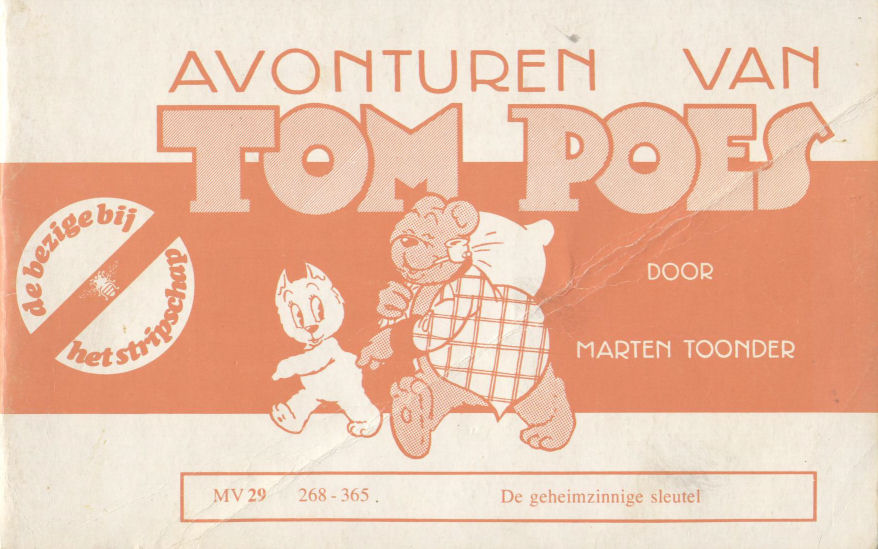 AVONTUREN VAN
TOM POES
de bezige bij
het stripschap
DOOR
MARTEN TOONDER
MV 29 268 - 365 . De geheimzinnige sleutel